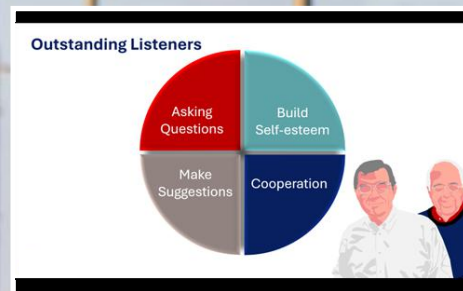 Outstanding Listeners
Asking
Questions
Build
Self-esteem
Make
Suggestions
Cooperation